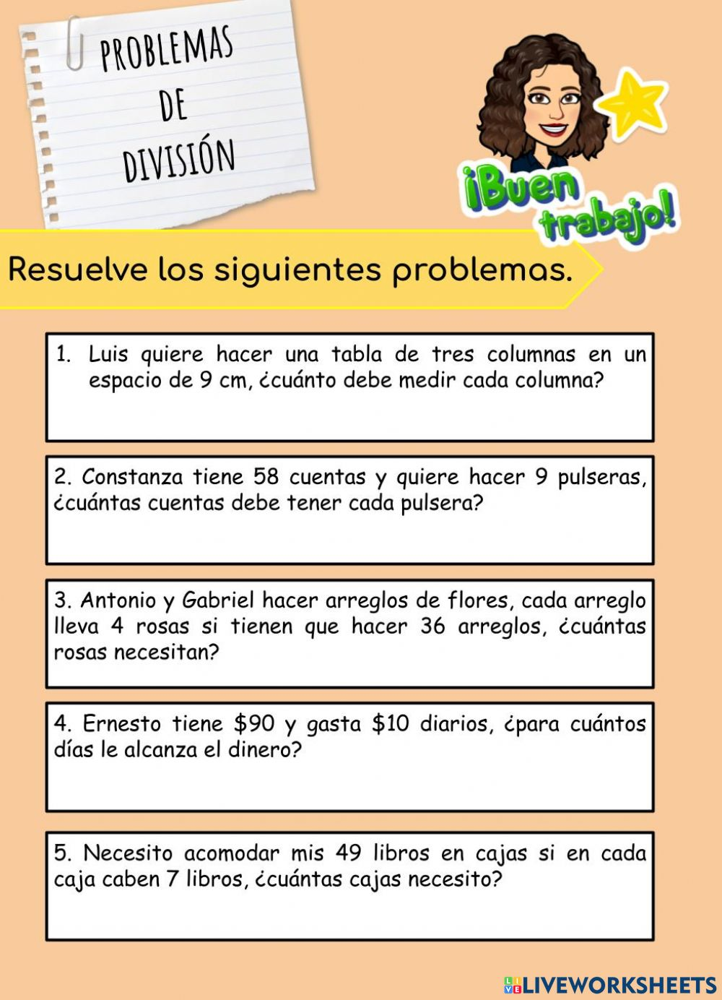 PROBLEMAS
DE
DIVISIÓN
¡Buen
trabajo!
Resuelve los siguientes problemas.
1. Luis quiere hacer una tabla de tres columnas en un
espacio de 9 cm, ¿cuánto debe medir cada columna?
2. Constanza tiene 58 cuentas y quiere hacer 9 pulseras,
¿cuántas cuentas debe tener cada pulsera?
3. Antonio y Gabriel hacer arreglos de flores, cada arreglo
lleva 4 rosas si tienen que hacer 36 arreglos, ¿cuántas
rosas necesitan?
4. Ernesto tiene $90 y gasta $10 diarios, ¿para cuántos
días le alcanza el dinero?
5. Necesito acomodar mis 49 libros en cajas si en cada
caja caben 7 libros, ¿cuántas cajas necesito?
LIVE LIVEWORKSHEETS